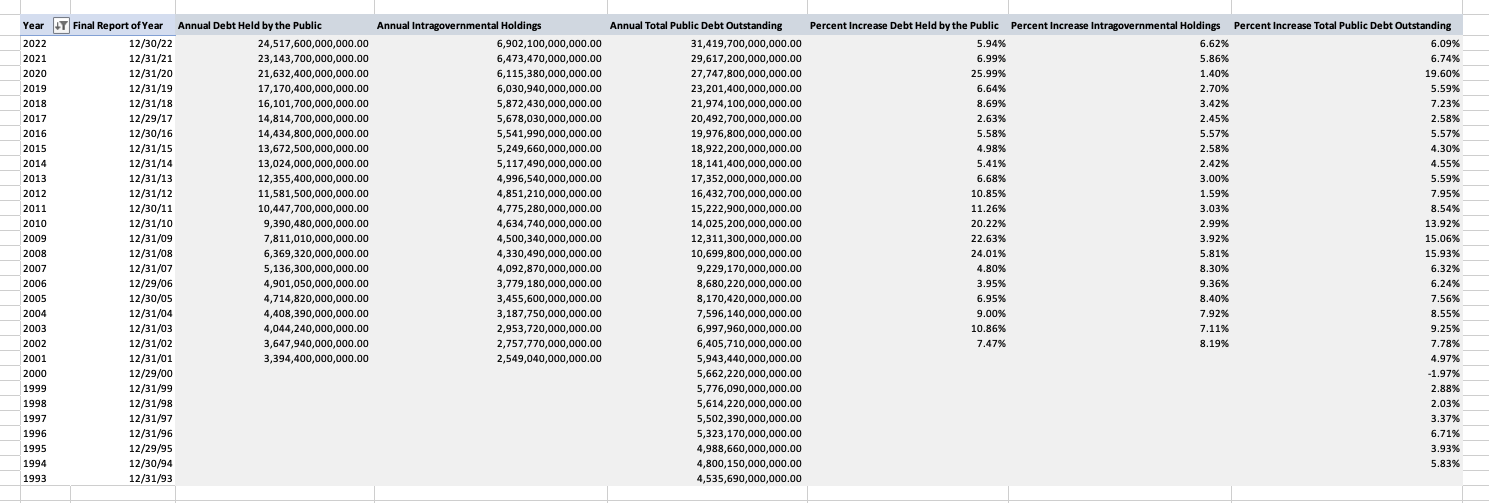 Year Final Report of Year Annual Debt Held by the Public Annual Intragovernmental Holdings Annual Total Public Debt Outstanding Percent Increase Debt Held by the Public Percent Increase Intragovernmental Holdings Percent Increase Total Public Debt Outstanding
2022 12/30/22 24,517,600,000,000.00 6,902,100,000,000.00 31,419,700,000,000.00 5.94% 6.62% 6.09%
2021 12/31/21 23,143,700,000,000.00 6,473,470,000,000.00 29,617,200,000,000.00 6.99% 5.86% 6.74%
2020 12/31/20 21,632,400,000,000.00 6,115,380,000,000.00 27,747,800,000,000.00 25.99% 1.40% 19.60%
2019 12/31/19 17,170,400,000,000.00 6,030,940,000,000.00 23,201,400,000,000.00 6.64% 2.70% 5.59%
2018 12/31/18 16,101,700,000,000.00 5,872,430,000,000.00 21,974,100,000,000.00 8.69% 3.42% 7.23%
2017 12/29/17 14,814,700,000,000.00 5,678,030,000,000.00 20,492,700,000,000.00 2.63% 2.45% 2.58%
2016 12/30/16 14,434,800,000,000.00 5,541,990,000,000.00 19,976,800,000,000.00 5.58% 5.57% 5.57%
2015 12/31/15 13,672,500,000,000.00 5,249,660,000,000.00 18,922,200,000,000.00 4.98% 2.58% 4.30%
2014 12/31/14 13,024,000,000,000.00 5,117,490,000,000.00 18,141,400,000,000.00 5.41% 2.42% 4.55%
2013 12/31/13 12,355,400,000,000.00 4,996,540,000,000.00 17,352,000,000,000.00 6.68% 3.00% 5.59%
2012 12/31/12 11,581,500,000,000.00 4,851,210,000,000.00 16,432,700,000,000.00 10.85% 1.59% 7.95%
2011 12/30/11 10,447,700,000,000.00 4,775,280,000,000.00 15,222,900,000,000.00 11.26% 3.03% 8.54%
2010 12/31/10 9,390,480,000,000.00 4,634,740,000,000.00 14,025,200,000,000.00 20.22% 2.99% 13.92%
2009 12/31/09 7,811,010,000,000.00 4,500,340,000,000.00 12,311,300,000,000.00 22.63% 3.92% 15.06%
2008 12/31/08 6,369,320,000,000.00 4,330,490,000,000.00 10,699,800,000,000.00 24.01% 5.81% 15.93%
2007 12/31/07 5,136,300,000,000.00 4,092,870,000,000.00 9,229,170,000,000.00 4.80% 8.30% 6.32%
2006 12/29/06 4,901,050,000,000.00 3,779,180,000,000.00 8,680,220,000,000.00 3.95% 9.36% 6.24%
2005 12/30/05 4,714,820,000,000.00 3,455,600,000,000.00 8,170,420,000,000.00 6.95% 8.40% 7.56%
2004 12/31/04 4,408,390,000,000.00 3,187,750,000,000.00 7,596,140,000,000.00 9.00% 7.92% 8.55%
2003 12/31/03 4,044,240,000,000.00 2,953,720,000,000.00 6,997,960,000,000.00 10.86% 7.11% 9.25%
2002 12/31/02 3,647,940,000,000.00 2,757,770,000,000.00 6,405,710,000,000.00 7.47% 8.19% 7.78%
2001 12/31/01 3,394,400,000,000.00 2,549,040,000,000.00 5,943,440,000,000.00 4.97%
2000 12/29/00 5,662,220,000,000.00 -1.97%
1999 12/31/99 5,776,090,000,000.00 2.88%
1998 12/31/98 5,614,220,000,000.00 2.03%
1997 12/31/97 5,502,390,000,000.00 3.37%
1996 12/31/96 5,323,170,000,000.00 6.71%
1995 12/29/95 4,988,660,000,000.00 3.93%
1994 12/30/94 4,800,150,000,000.00 5.83%
1993 12/31/93 4,535,690,000,000.00